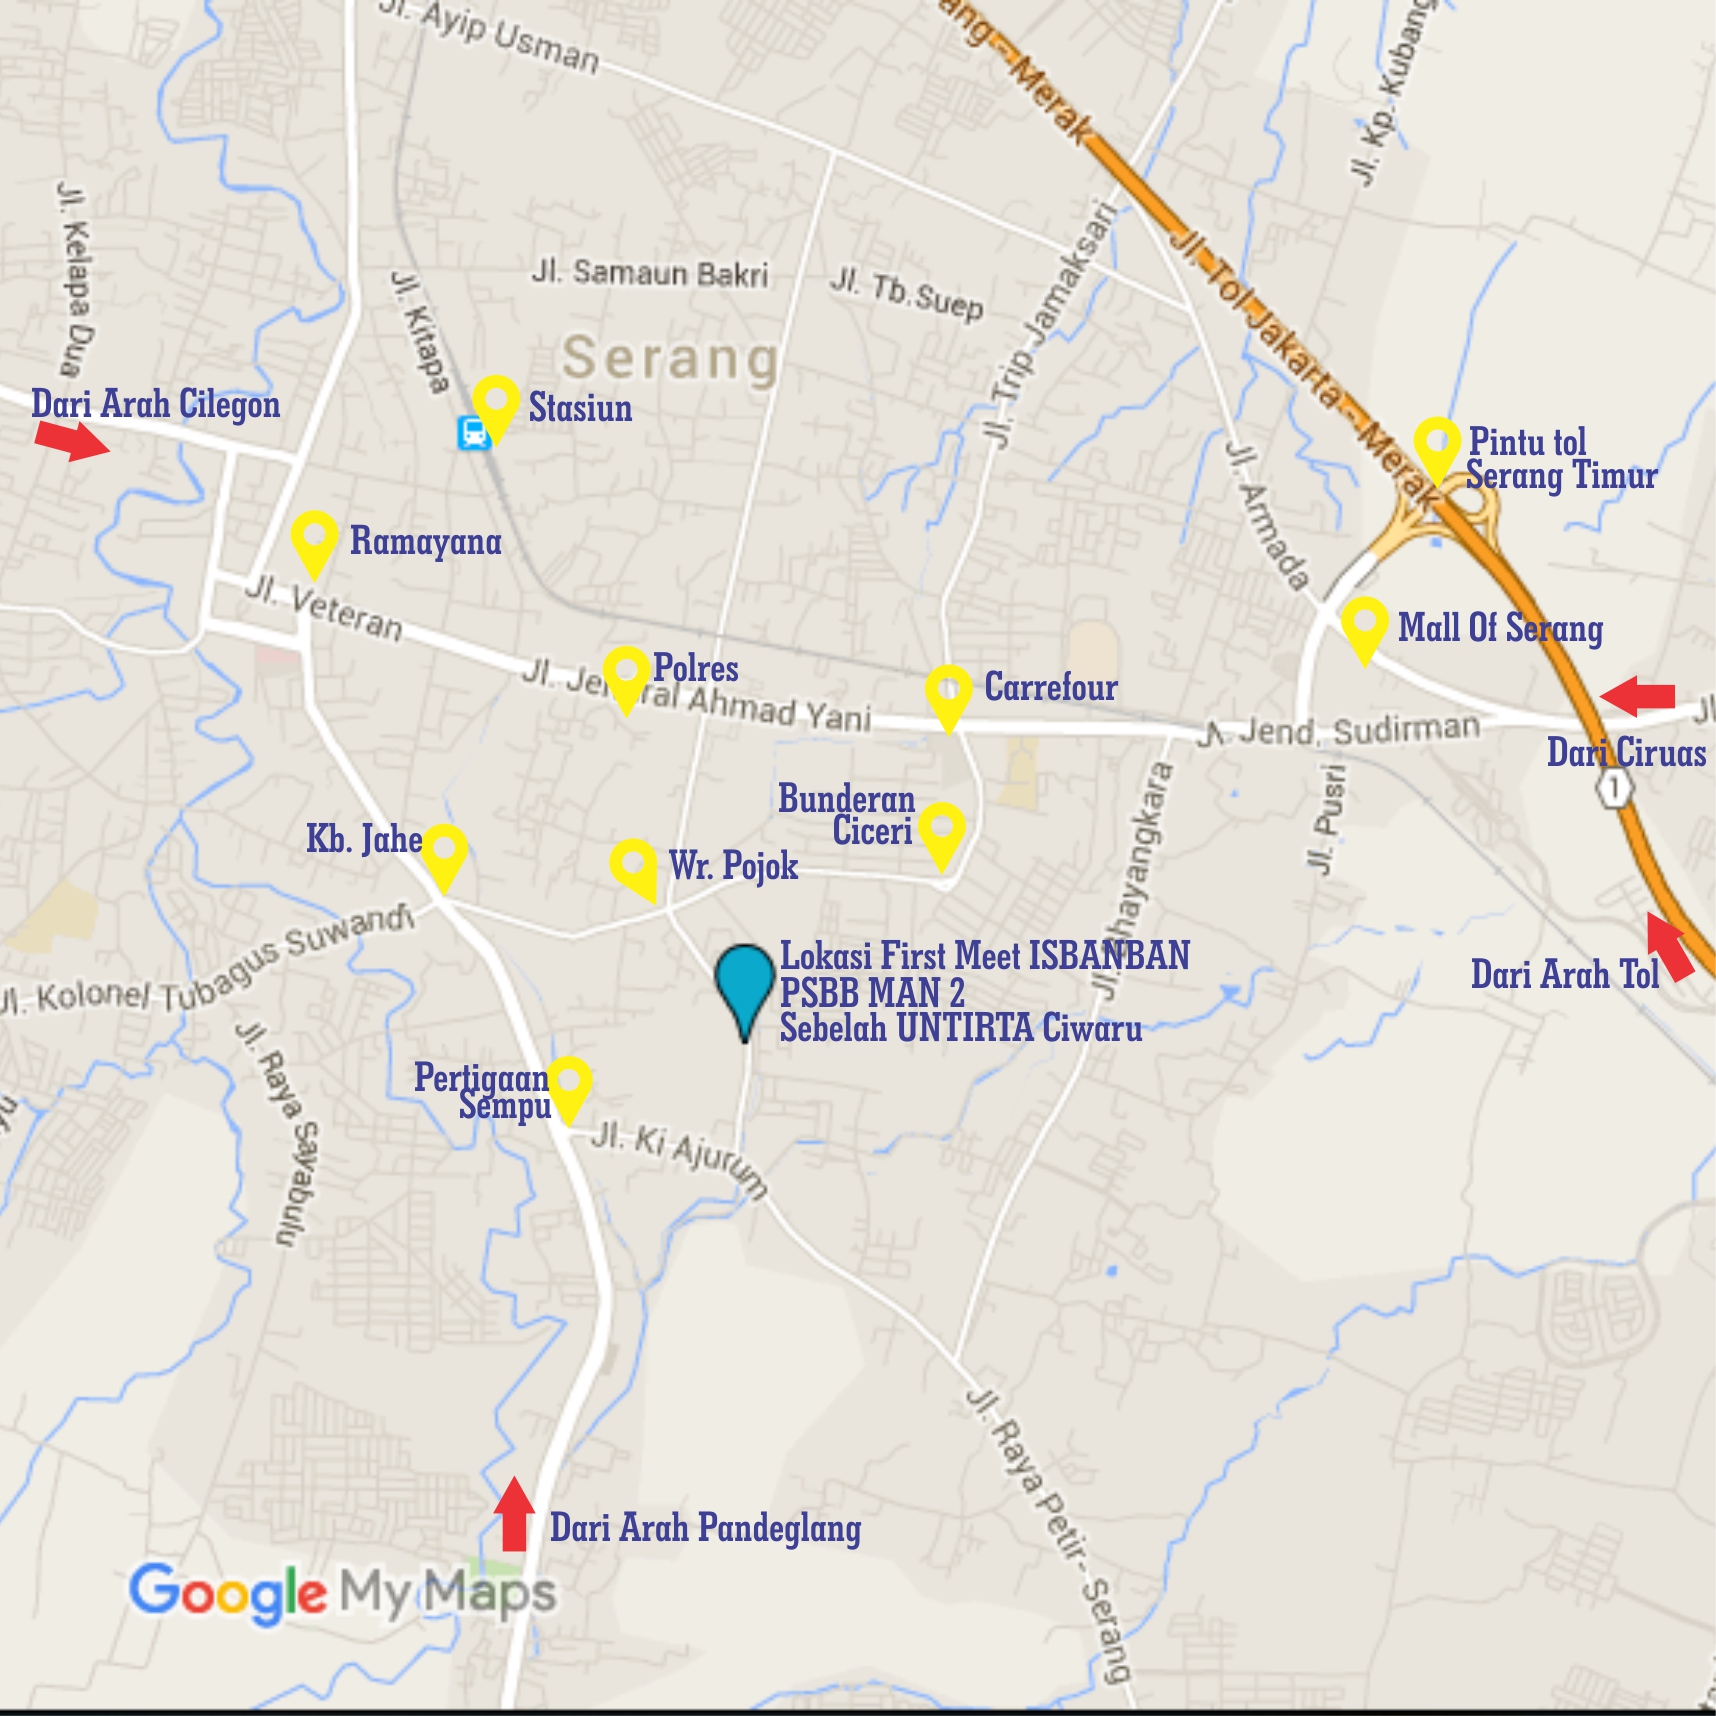 Jl. Ayip Usman
ang - Merak
Jl. Kp. Kubang
Jl. Kelapa Dua
Jl. Kitapa
Jl. Samaun Bakri
Jl. Tb.Suep
Jl. Trip Jamaksari
Jl. Tol Jakarta - Merak
Serang
Dari Arah Cilegon
Stasiun
Pintu tol
Serang Timur
Jl. Armada
Ramayana
Jl. Veteran
Mall Of Serang
Polres
Carrefour
Jl. Ahmad Yani
Jend. Sudirman
Jl
Dari Ciruas
1
Bunderan
Ciceri
Jl. Pusri
Kb. Jahe
Wr. Pojok
hayangkara
Jl. Kolonel Tubagus Suwandi
Lokasi First Meet ISBANBAN
PSBB MAN 2
Sebelah UNTIRTA Ciwaru
Dari Arah Tol
Jl. Raya Sayabulu
Pertigaan
Sempu
Jl. Ki Ajurum
Jl. Raya Petir - Serang
Dari Arah Pandeglang
Google My Maps